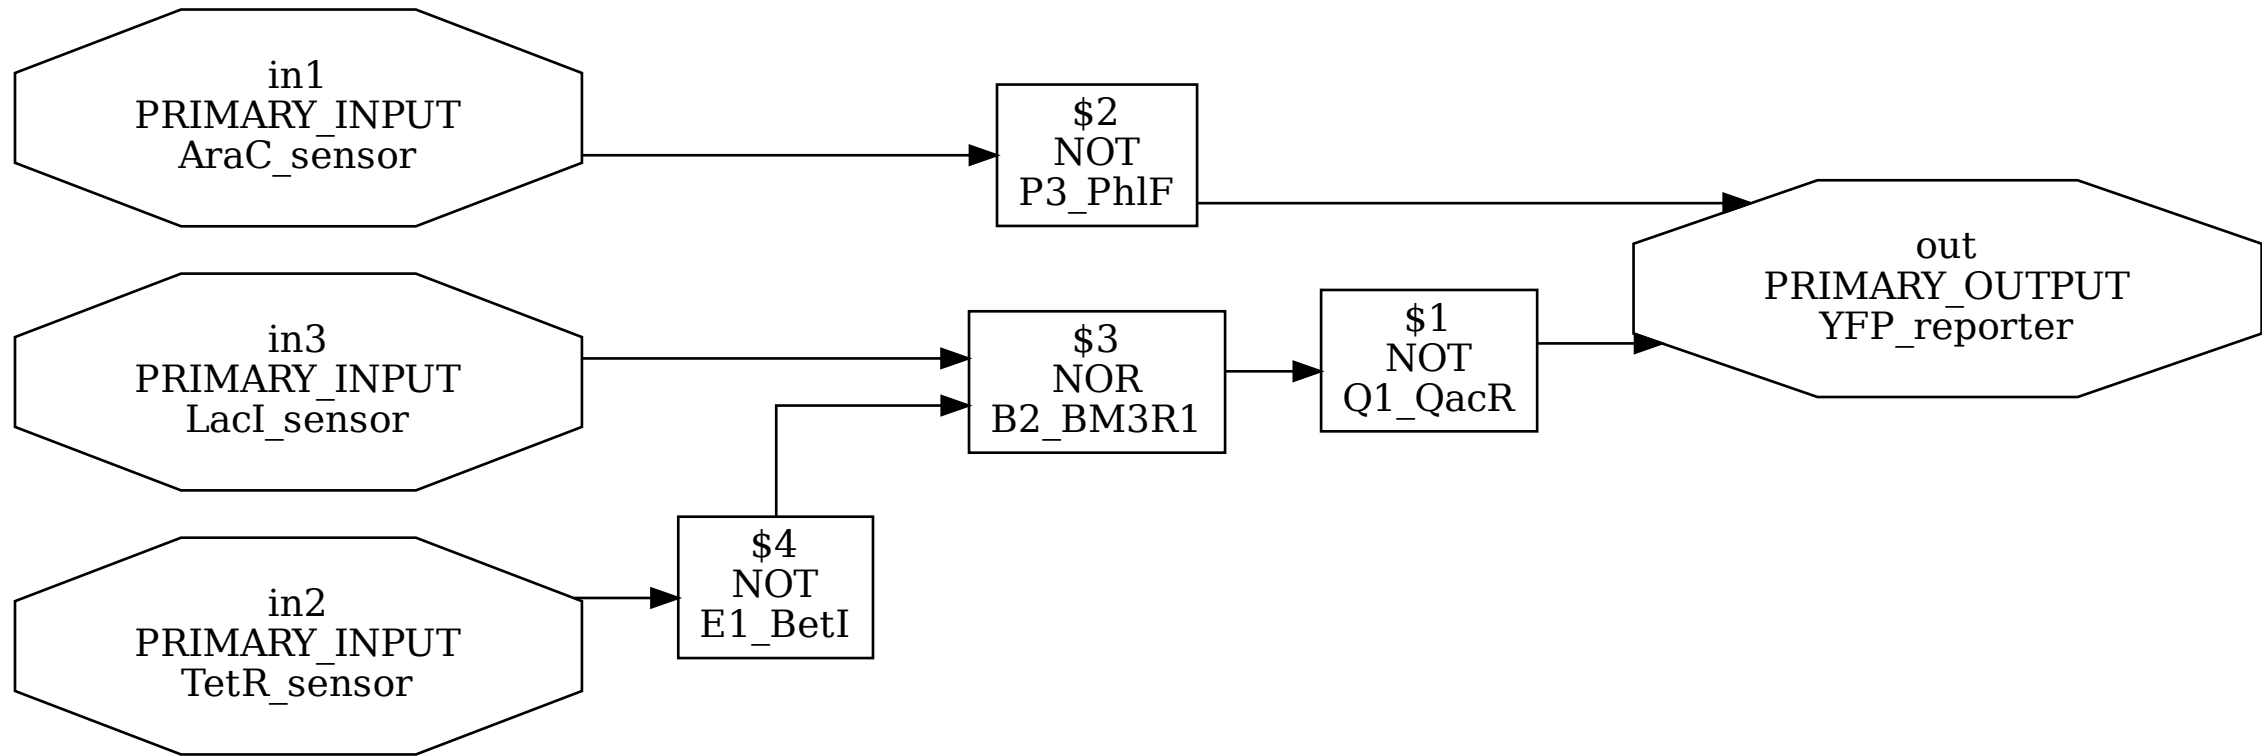 in1
PRIMARY_INPUT
AraC_sensor
$2
NOT
P3_PhlF
out
PRIMARY_OUTPUT
YFP_reporter
in3
PRIMARY_INPUT
LacI_sensor
$3
NOR
B2_BM3R1
$1
NOT
Q1_QacR
$4
NOT
E1_BetI
in2
PRIMARY_INPUT
TetR_sensor